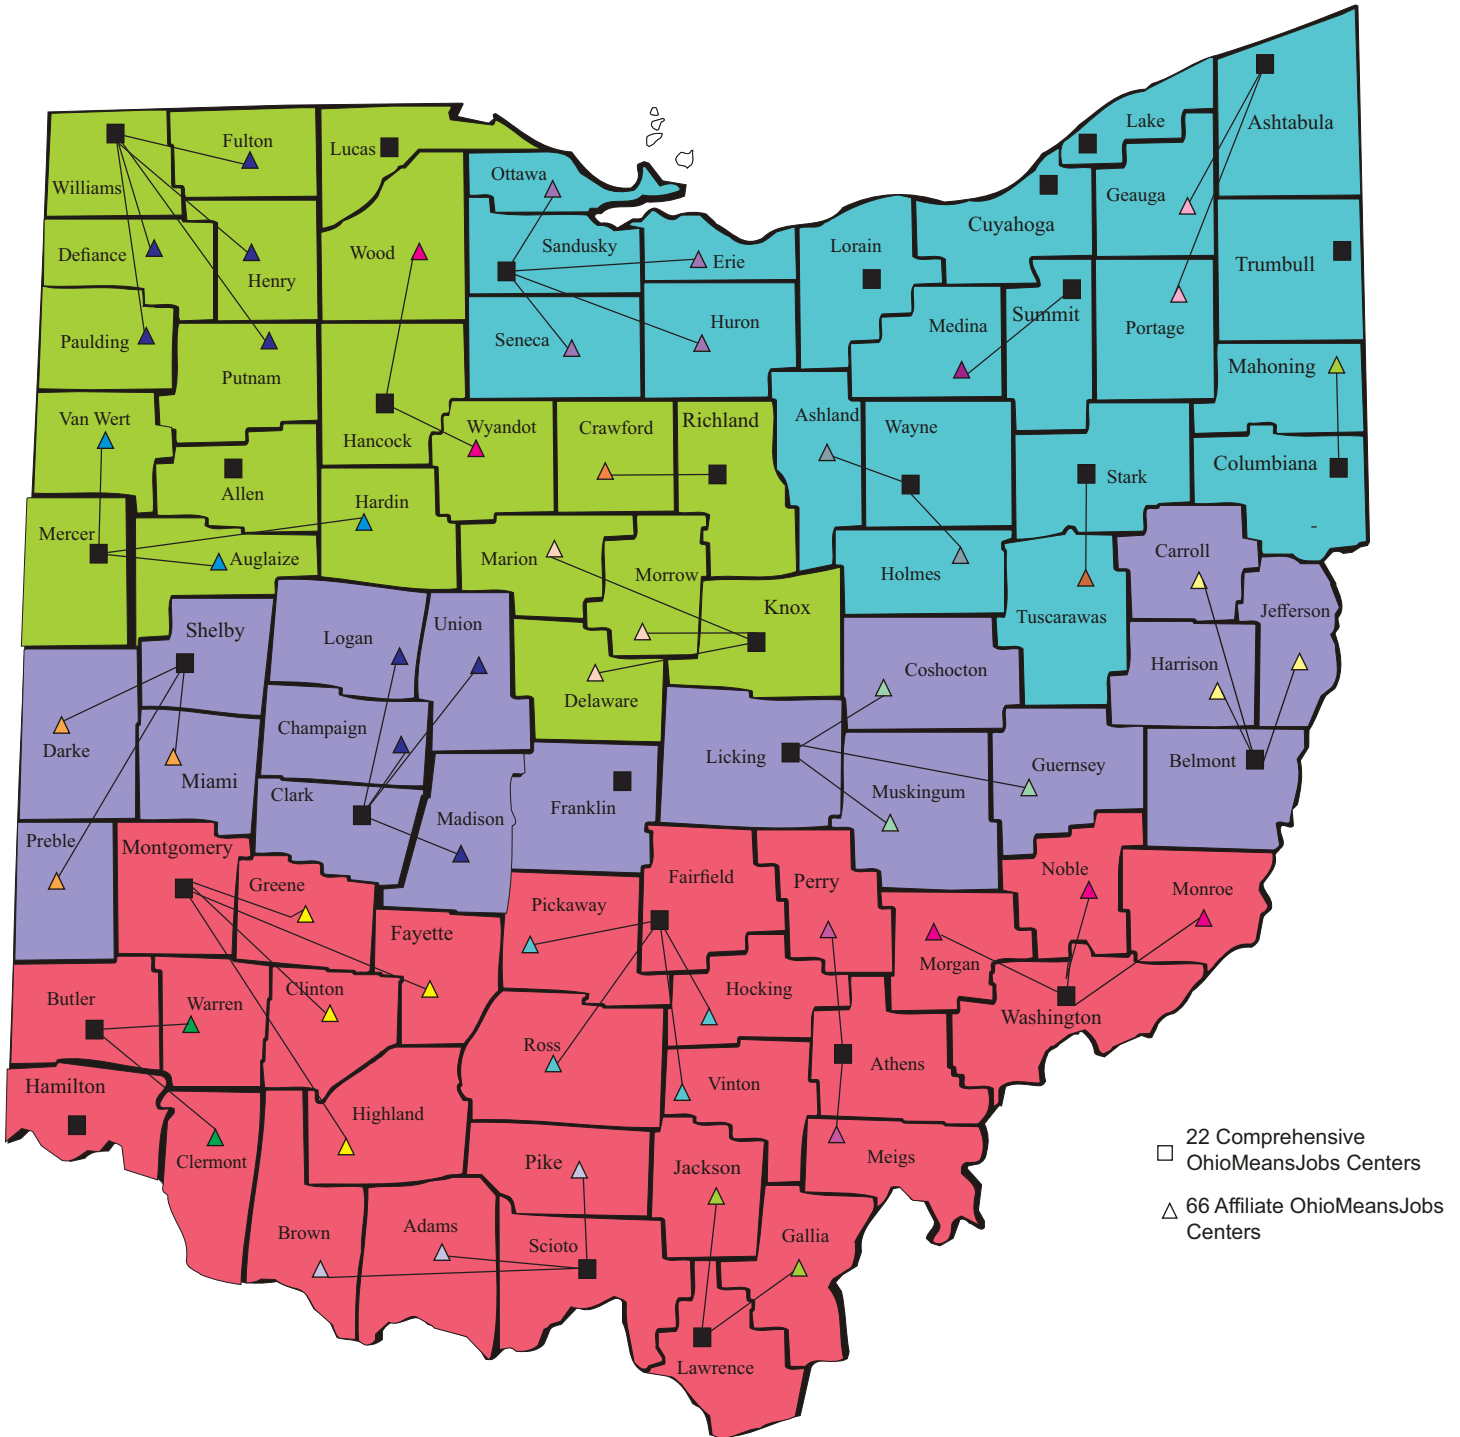 Lake
Ashtabula
Fulton
Lucas
Ottawa
Williams
Geauga
Cuyahoga
Sandusky
Lorain
Defiance
Wood
Erie
Trumbull
Henry
Huron
Summit
Medina
Portage
Paulding
Seneca
Mahoning
Putnam
Van Wert
Ashland
Richland
Wyandot
Crawford
Wayne
Hancock
Columbiana
Stark
Allen
Hardin
Mercer
-
Carroll
Auglaize
Marion
Morrow
Holmes
Knox
Jefferson
Tuscarawas
Shelby
Logan
Union
Harrison
Coshocton
Delaware
Champaign
Darke
Licking
Belmont
Guernsey
Miami
Clark
Muskingum
Franklin
Madison
Preble
Montgomery
Noble
Fairfield
Perry
Greene
Monroe
Pickaway
Fayette
Morgan
Clinton
Hocking
Butler
Warren
Washington
Ross
Athens
Hamilton
Vinton
Highland
22 Comprehensive
OhioMeansJobs Centers
Meigs
Clermont
Pike
Jackson
66 Affiliate OhioMeansJobs
Centers
Adams
Brown
Gallia
Scioto
Lawrence